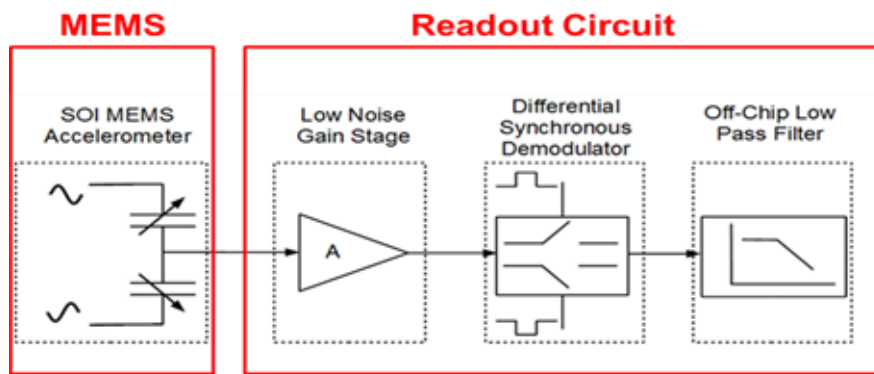 MEMS
Readout Circuit
SOI MEMS
Accelerometer
Low Noise
Gain Stage
Differential
Synchronous
Demodulator
Off-Chip Low
Pass Filter
A